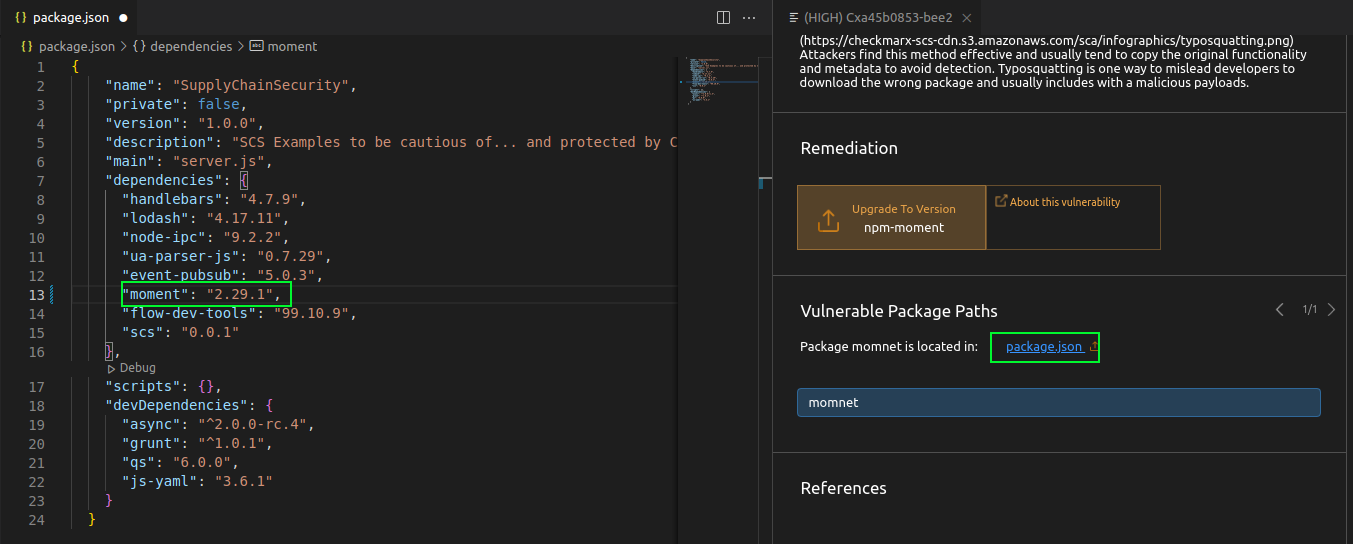 package.json
package.json > {} dependencies > abc moment
1 {
2 "name": "SupplyChainSecurity",
3 "private": false,
4 "version": "1.0.0",
5 "description": "SCS Examples to be cautious of... and protected by C
6 "main": "server.js",
7 "dependencies": {
8 "handlebars": "4.7.9",
9 "lodash": "4.17.11",
10 "node-ipc": "9.2.2",
11 "ua-parser-js": "0.7.29",
12 "event-pubsub": "5.0.3",
13 "moment": "2.29.1",
14 "flow-dev-tools": "99.10.9",
15 "scs": "0.0.1"
16 },
Debug
17 "scripts": {},
18 "devDependencies": {
19 "async": "^2.0.0-rc.4",
20 "grunt": "^1.0.1",
21 "qs": "6.0.0",
22 "js-yaml": "3.6.1"
23 }
24 }
(HIGH) Cxa45b0853-bee2
(https://checkmarx-scs-cdn.s3.amazonaws.com/sca/infographics/typosquatting.png)
Attackers find this method effective and usually tend to copy the original functionality
and metadata to avoid detection. Typosquatting is one way to mislead developers to
download the wrong package and usually includes with a malicious payloads.
Remediation
Upgrade To Version
npm-moment
About this vulnerability
Vulnerable Package Paths
1/1
Package momnet is located in: package.json
momnet
References